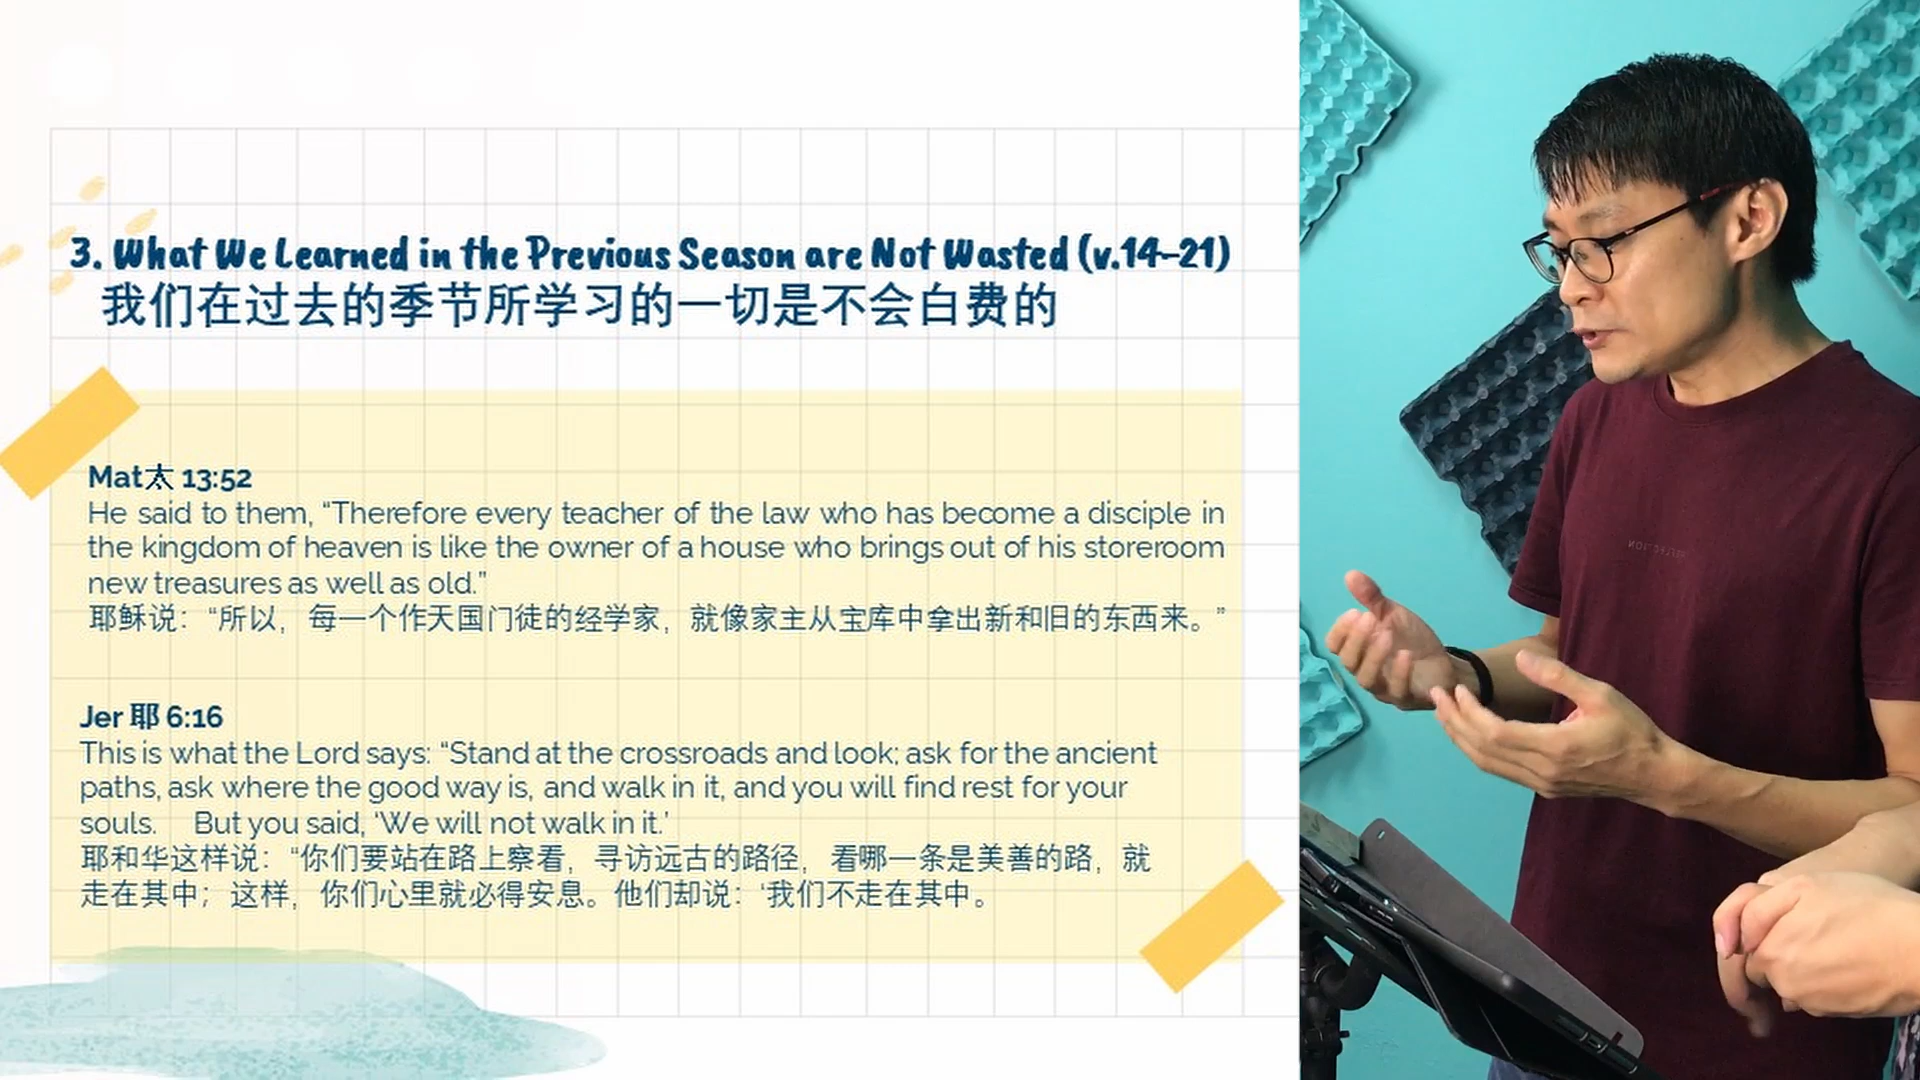 3. What We Learned in the Previous Season are Not Wasted (v.14-21)
我们在过去的季节所学习的一切是不会白费的
Mat太 13:52
He said to them, “Therefore every teacher of the law who has become a disciple in
the kingdom of heaven is like the owner of a house who brings out of his storeroom
new treasures as well as old.”
耶稣说：“所以，每一个作天国门徒的经学家，就像家主从宝库中拿出新和旧的东西来。”
Jer 耶 6:16
This is what the Lord says: “Stand at the crossroads and look; ask for the ancient
paths, ask where the good way is, and walk in it, and you will find rest for your
souls. But you said, ‘We will not walk in it.’
耶和华这样说：“你们要站在路上察看，寻访远古的路径，看哪一条是美善的路，就
走在其中；这样，你们心里就必得安息。他们却说：‘我们不走在其中。